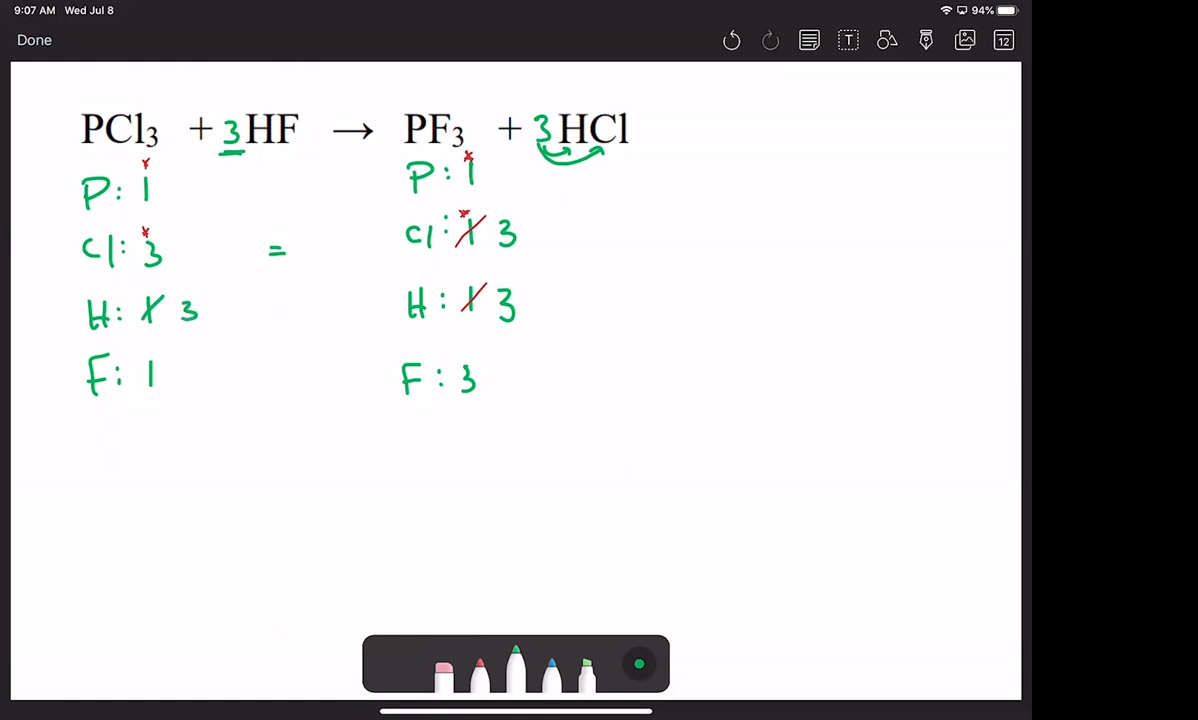 9:07 AM Wed Jul 8 94%
Done T 12
PCl₃ + 3HF → PF₃ + 3HCl
P: 1 P: 1
Cl: 3 = Cl: 1 3
H: 1 3 H: 1 3
F: 1 F: 3